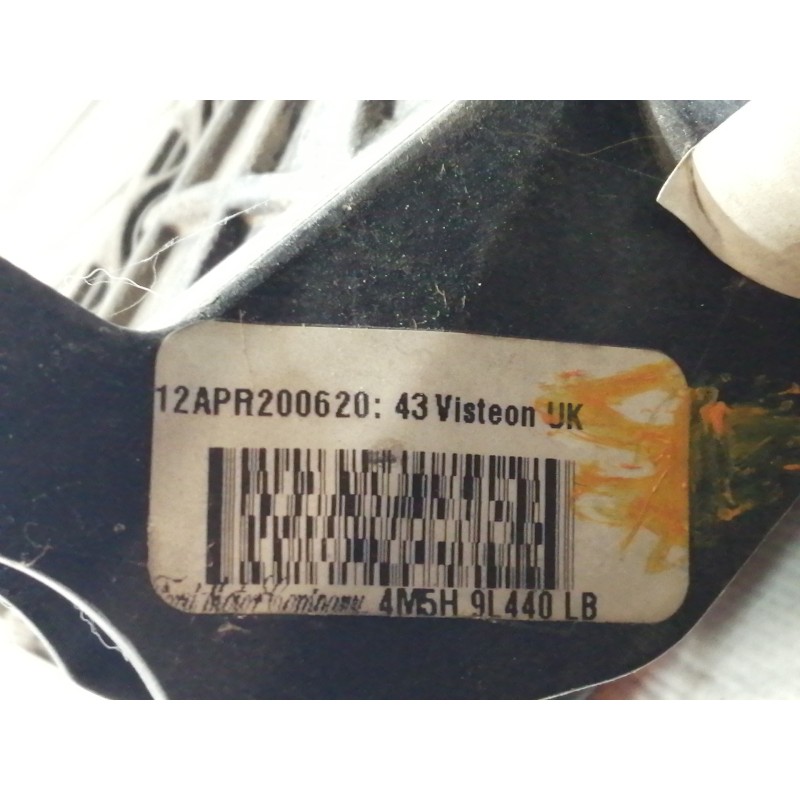 12APR200620: 43 Visteon UK
Ford Motor Company 4M5H 9L440 LB